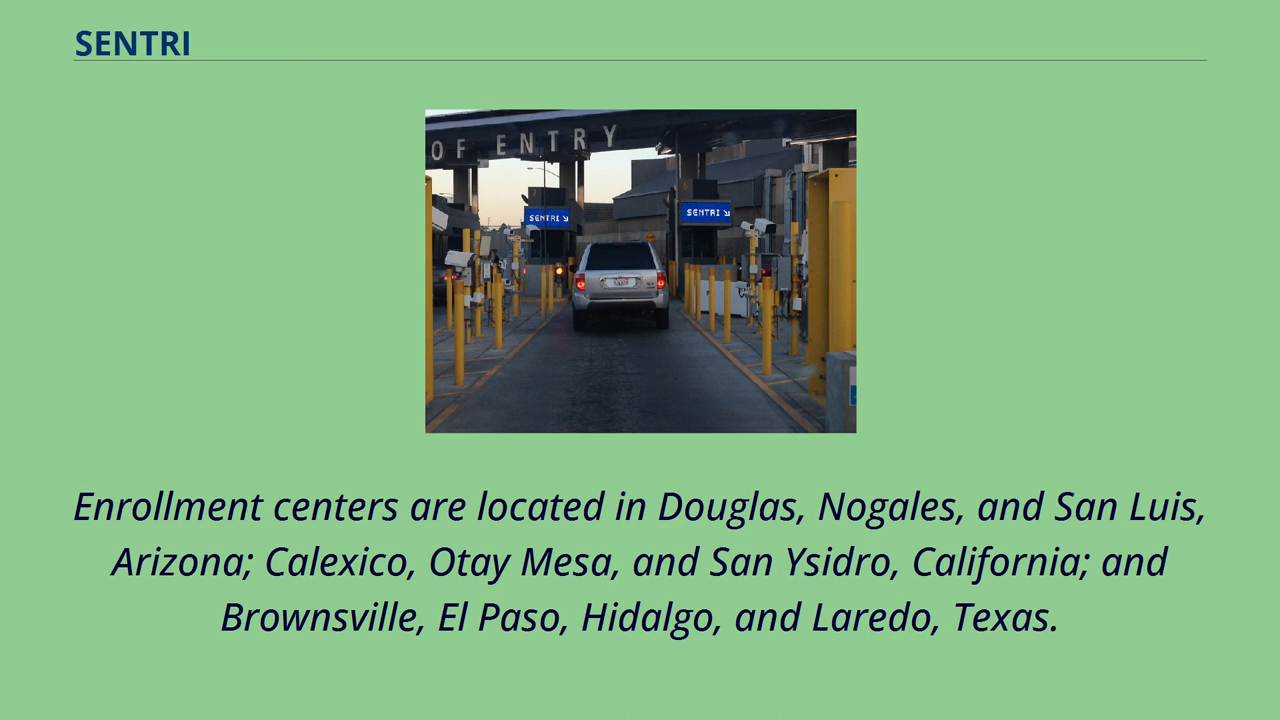 SENTRI
OF ENTRY
SENTRI
SENTRI
Enrollment centers are located in Douglas, Nogales, and San Luis,
Arizona; Calexico, Otay Mesa, and San Ysidro, California; and
Brownsville, El Paso, Hidalgo, and Laredo, Texas.